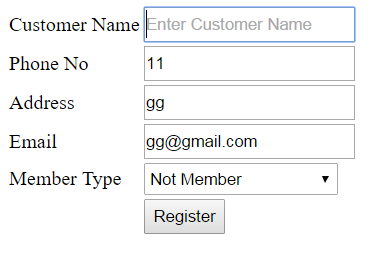 Customer Name Enter Customer Name
Phone No 11
Address gg
Email gg@gmail.com
Member Type Not Member
Register